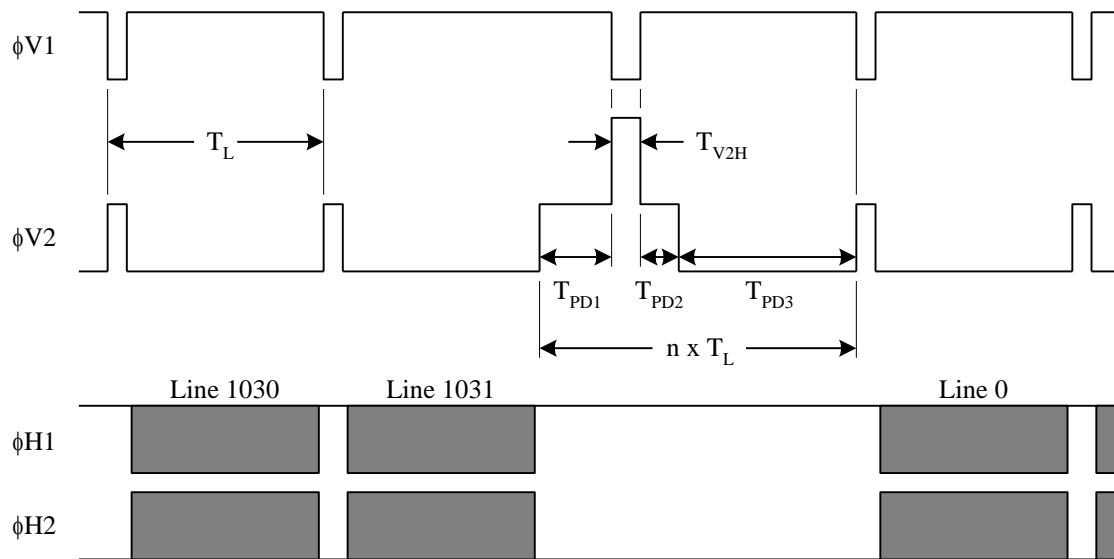 ϕV1
T_L
T_V2H
ϕV2
T_PD1 T_PD2 T_PD3
n x T_L
Line 1030 Line 1031 Line 0
ϕH1
ϕH2